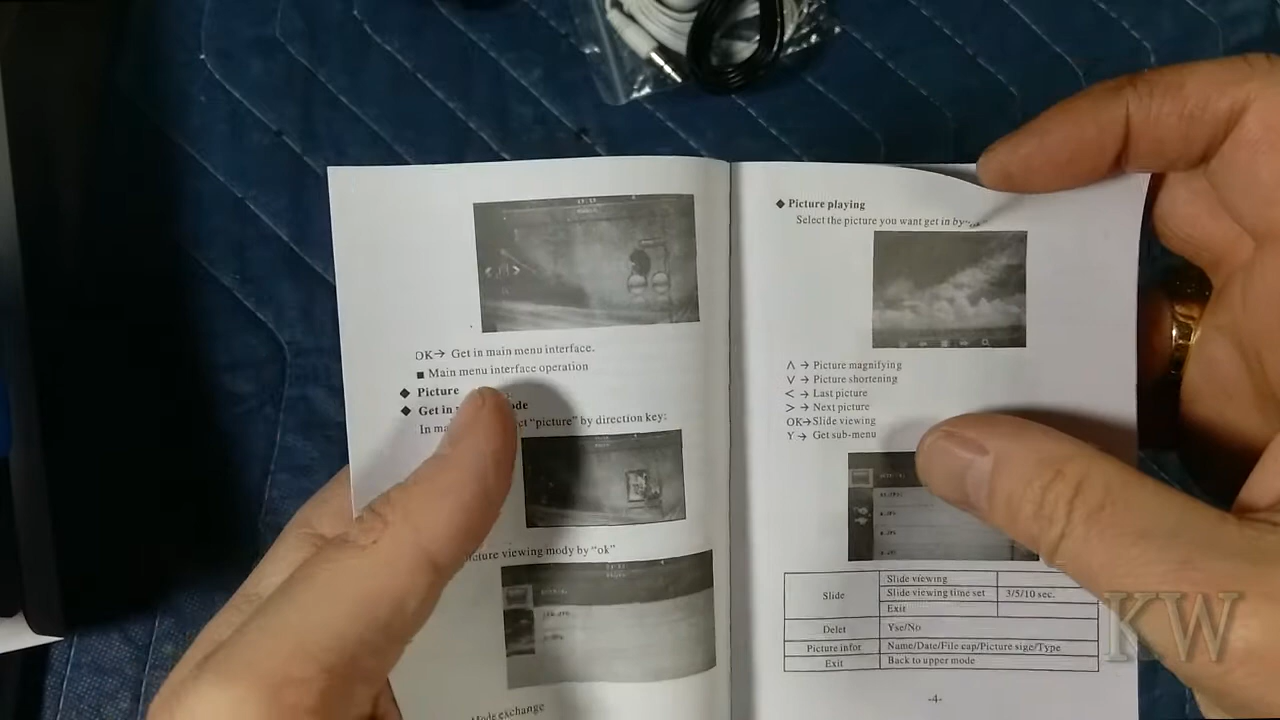 OK→ Get in main menu interface.
■ Main menu interface operation
◆ Picture
◆ Get in ode
In ma ct "picture" by direction key:
icture viewing mody by "ok"
Mode exchange
◆ Picture playing
Select the picture you want get in by
∧ → Picture magnifying
∨ → Picture shortening
< → Last picture
> → Next picture
OK→Slide viewing
Y → Get sub-menu
Slide
Slide viewing
Slide viewing time set 3/5/10 sec.
Exit
Delet Yse/No
Picture infor Name/Date/File cap/Picture sige/Type
Exit Back to upper mode
-4-
KW